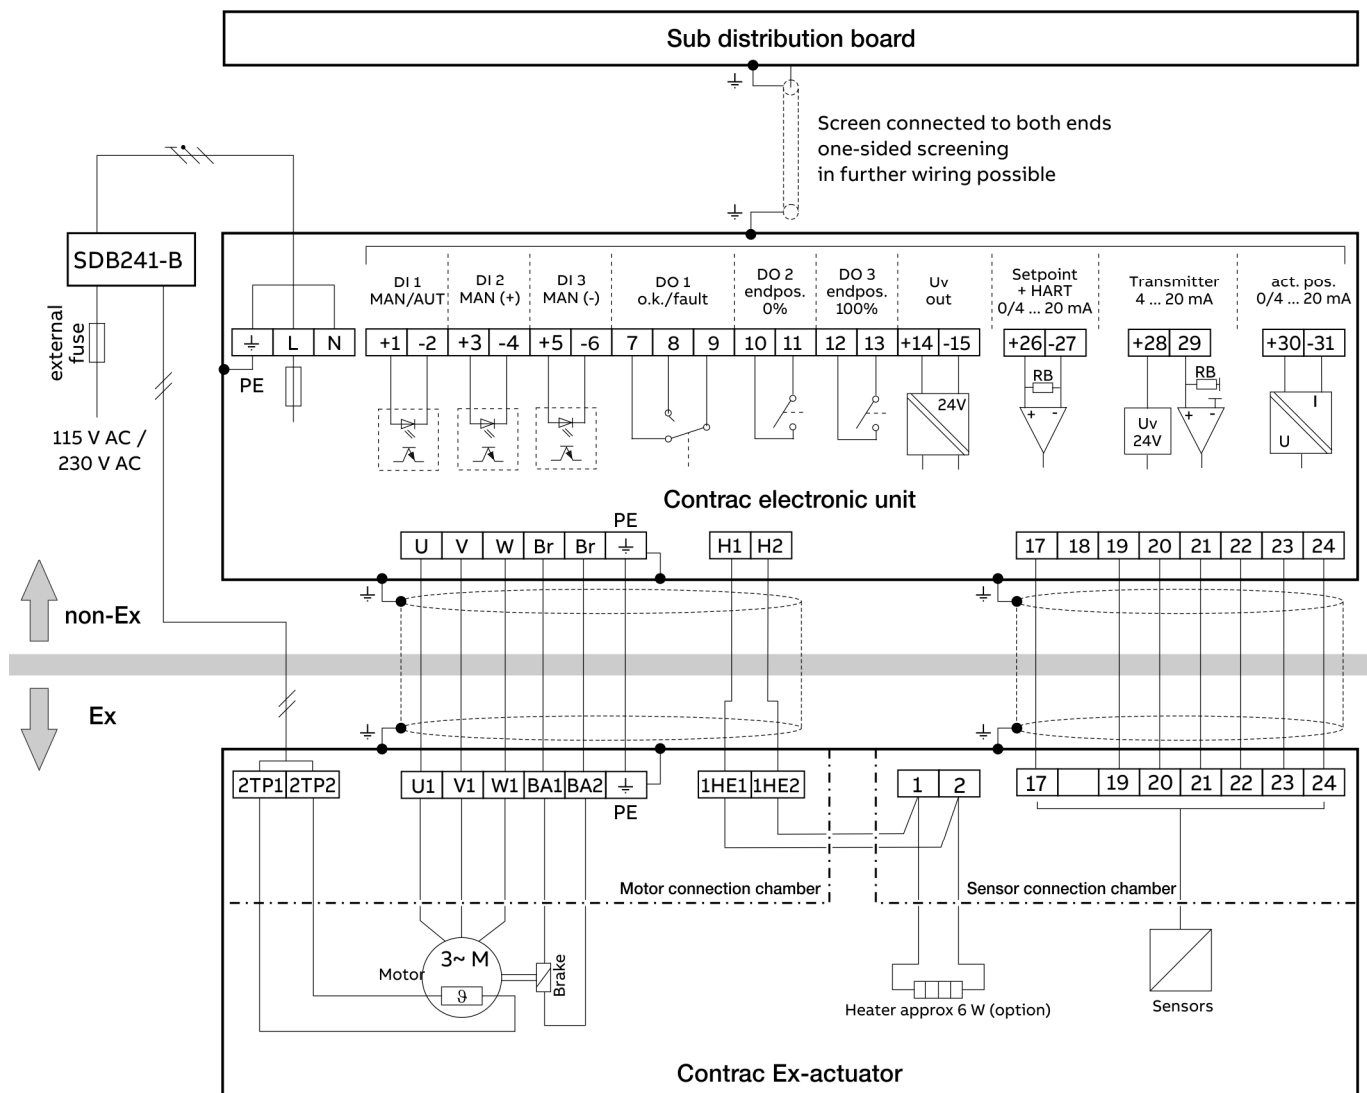 Sub distribution board
Screen connected to both ends
one-sided screening
in further wiring possible
SDB241-B
external
fuse
115 V AC /
230 V AC
DI 1
MAN/AUT
DI 2
MAN (+)
DI 3
MAN (-)
DO 1
o.k./fault
DO 2
endpos.
0%
DO 3
endpos.
100%
Uv
out
Setpoint
+ HART
0/4 ... 20 mA
Transmitter
4 ... 20 mA
act. pos.
0/4 ... 20 mA
L N +1 -2 +3 -4 +5 -6 7 8 9 10 11 12 13 +14 -15 +26 -27 +28 29 +30 -31
PE
24V
RB
+ -
Uv
24V
RB
+ -
I
U
Contrac electronic unit
PE
U V W Br Br H1 H2 17 18 19 20 21 22 23 24
non-Ex
Ex
2TP1 2TP2 U1 V1 W1 BA1 BA2 1HE1 1HE2 1 2 17 19 20 21 22 23 24
PE
Motor connection chamber
Sensor connection chamber
3~ M
Motor
ϑ
Brake
Heater approx 6 W (option)
Sensors
Contrac Ex-actuator